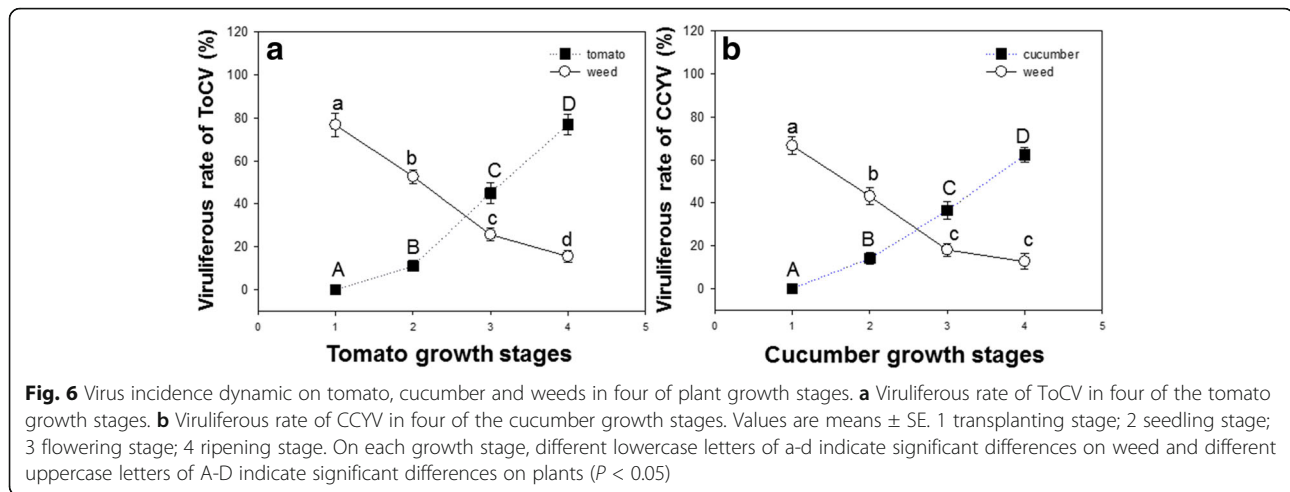 a
b
Viruliferous rate of ToCV (%)
120
100
80
60
40
20
0
tomato
weed
a
b
c
d
A
B
C
D
0
1
2
3
4
5
Tomato growth stages
Viruliferous rate of CCYV (%)
120
100
80
60
40
20
0
cucumber
weed
a
b
c
c
A
B
C
D
0
1
2
3
4
5
Cucumber growth stages
Fig. 6 Virus incidence dynamic on tomato, cucumber and weeds in four of plant growth stages. a Viruliferous rate of ToCV in four of the tomato
growth stages. b Viruliferous rate of CCYV in four of the cucumber growth stages. Values are means ± SE. 1 transplanting stage; 2 seedling stage;
3 flowering stage; 4 ripening stage. On each growth stage, different lowercase letters of a-d indicate significant differences on weed and different
uppercase letters of A-D indicate significant differences on plants (P < 0.05)